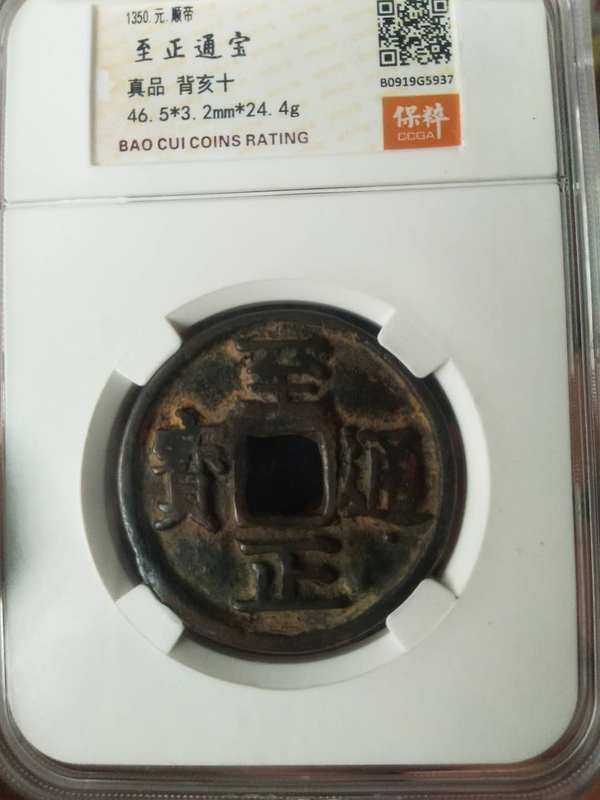 1350.元.顺帝
至正通宝
真品 背亥十
46.5*3.2mm*24.4g
BAO CUI COINS RATING
B0919G5937
保粹
CCGA
至正通寳